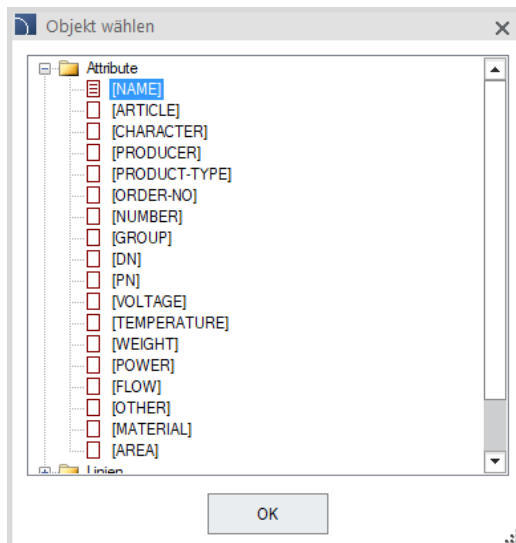 Objekt wählen
Attribute
[NAME]
[ARTICLE]
[CHARACTER]
[PRODUCER]
[PRODUCT-TYPE]
[ORDER-NO]
[NUMBER]
[GROUP]
[DN]
[PN]
[VOLTAGE]
[TEMPERATURE]
[WEIGHT]
[POWER]
[FLOW]
[OTHER]
[MATERIAL]
[AREA]
Linien
OK